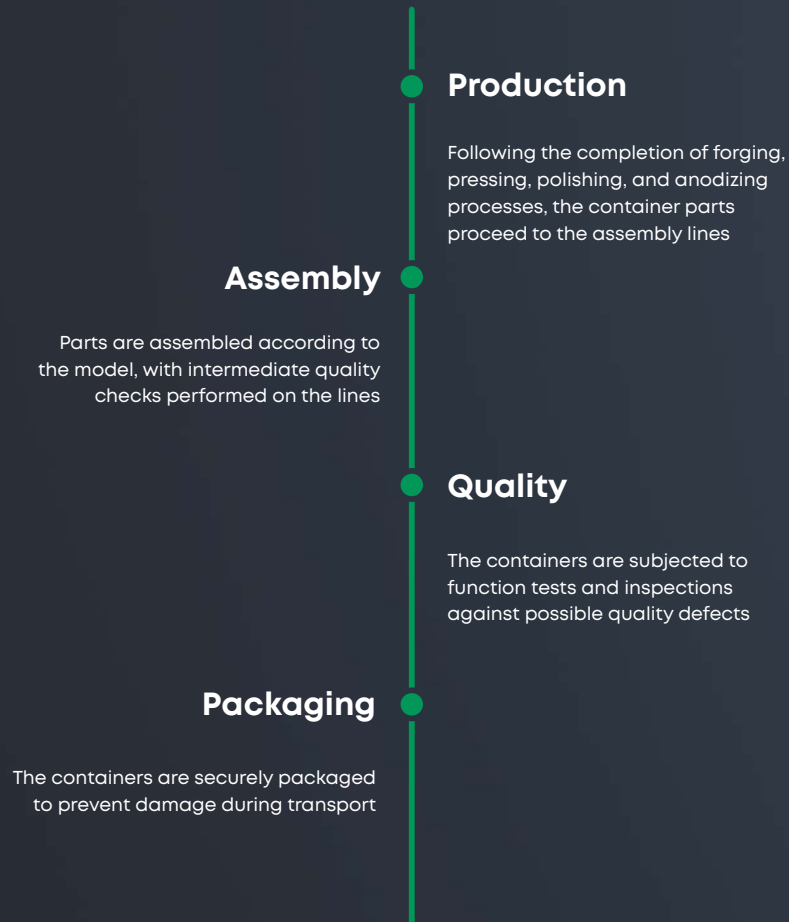 Production
Following the completion of forging,
pressing, polishing, and anodizing
processes, the container parts
proceed to the assembly lines
Assembly
Parts are assembled according to
the model, with intermediate quality
checks performed on the lines
Quality
The containers are subjected to
function tests and inspections
against possible quality defects
Packaging
The containers are securely packaged
to prevent damage during transport